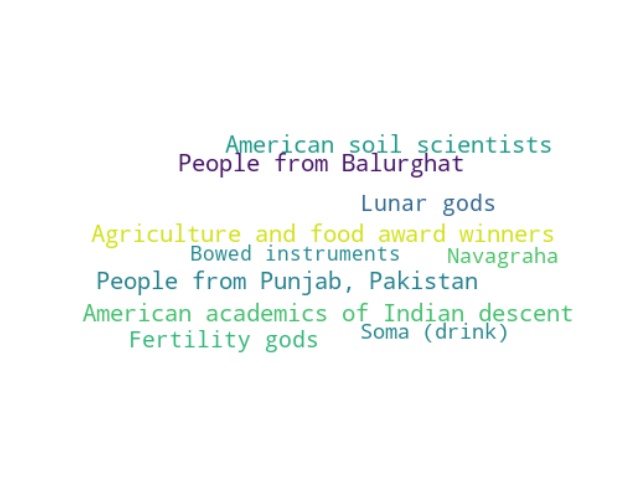 American soil scientists
People from Balurghat
Lunar gods
Agriculture and food award winners
Bowed instruments
Navagraha
People from Punjab, Pakistan
American academics of Indian descent
Soma (drink)
Fertility gods